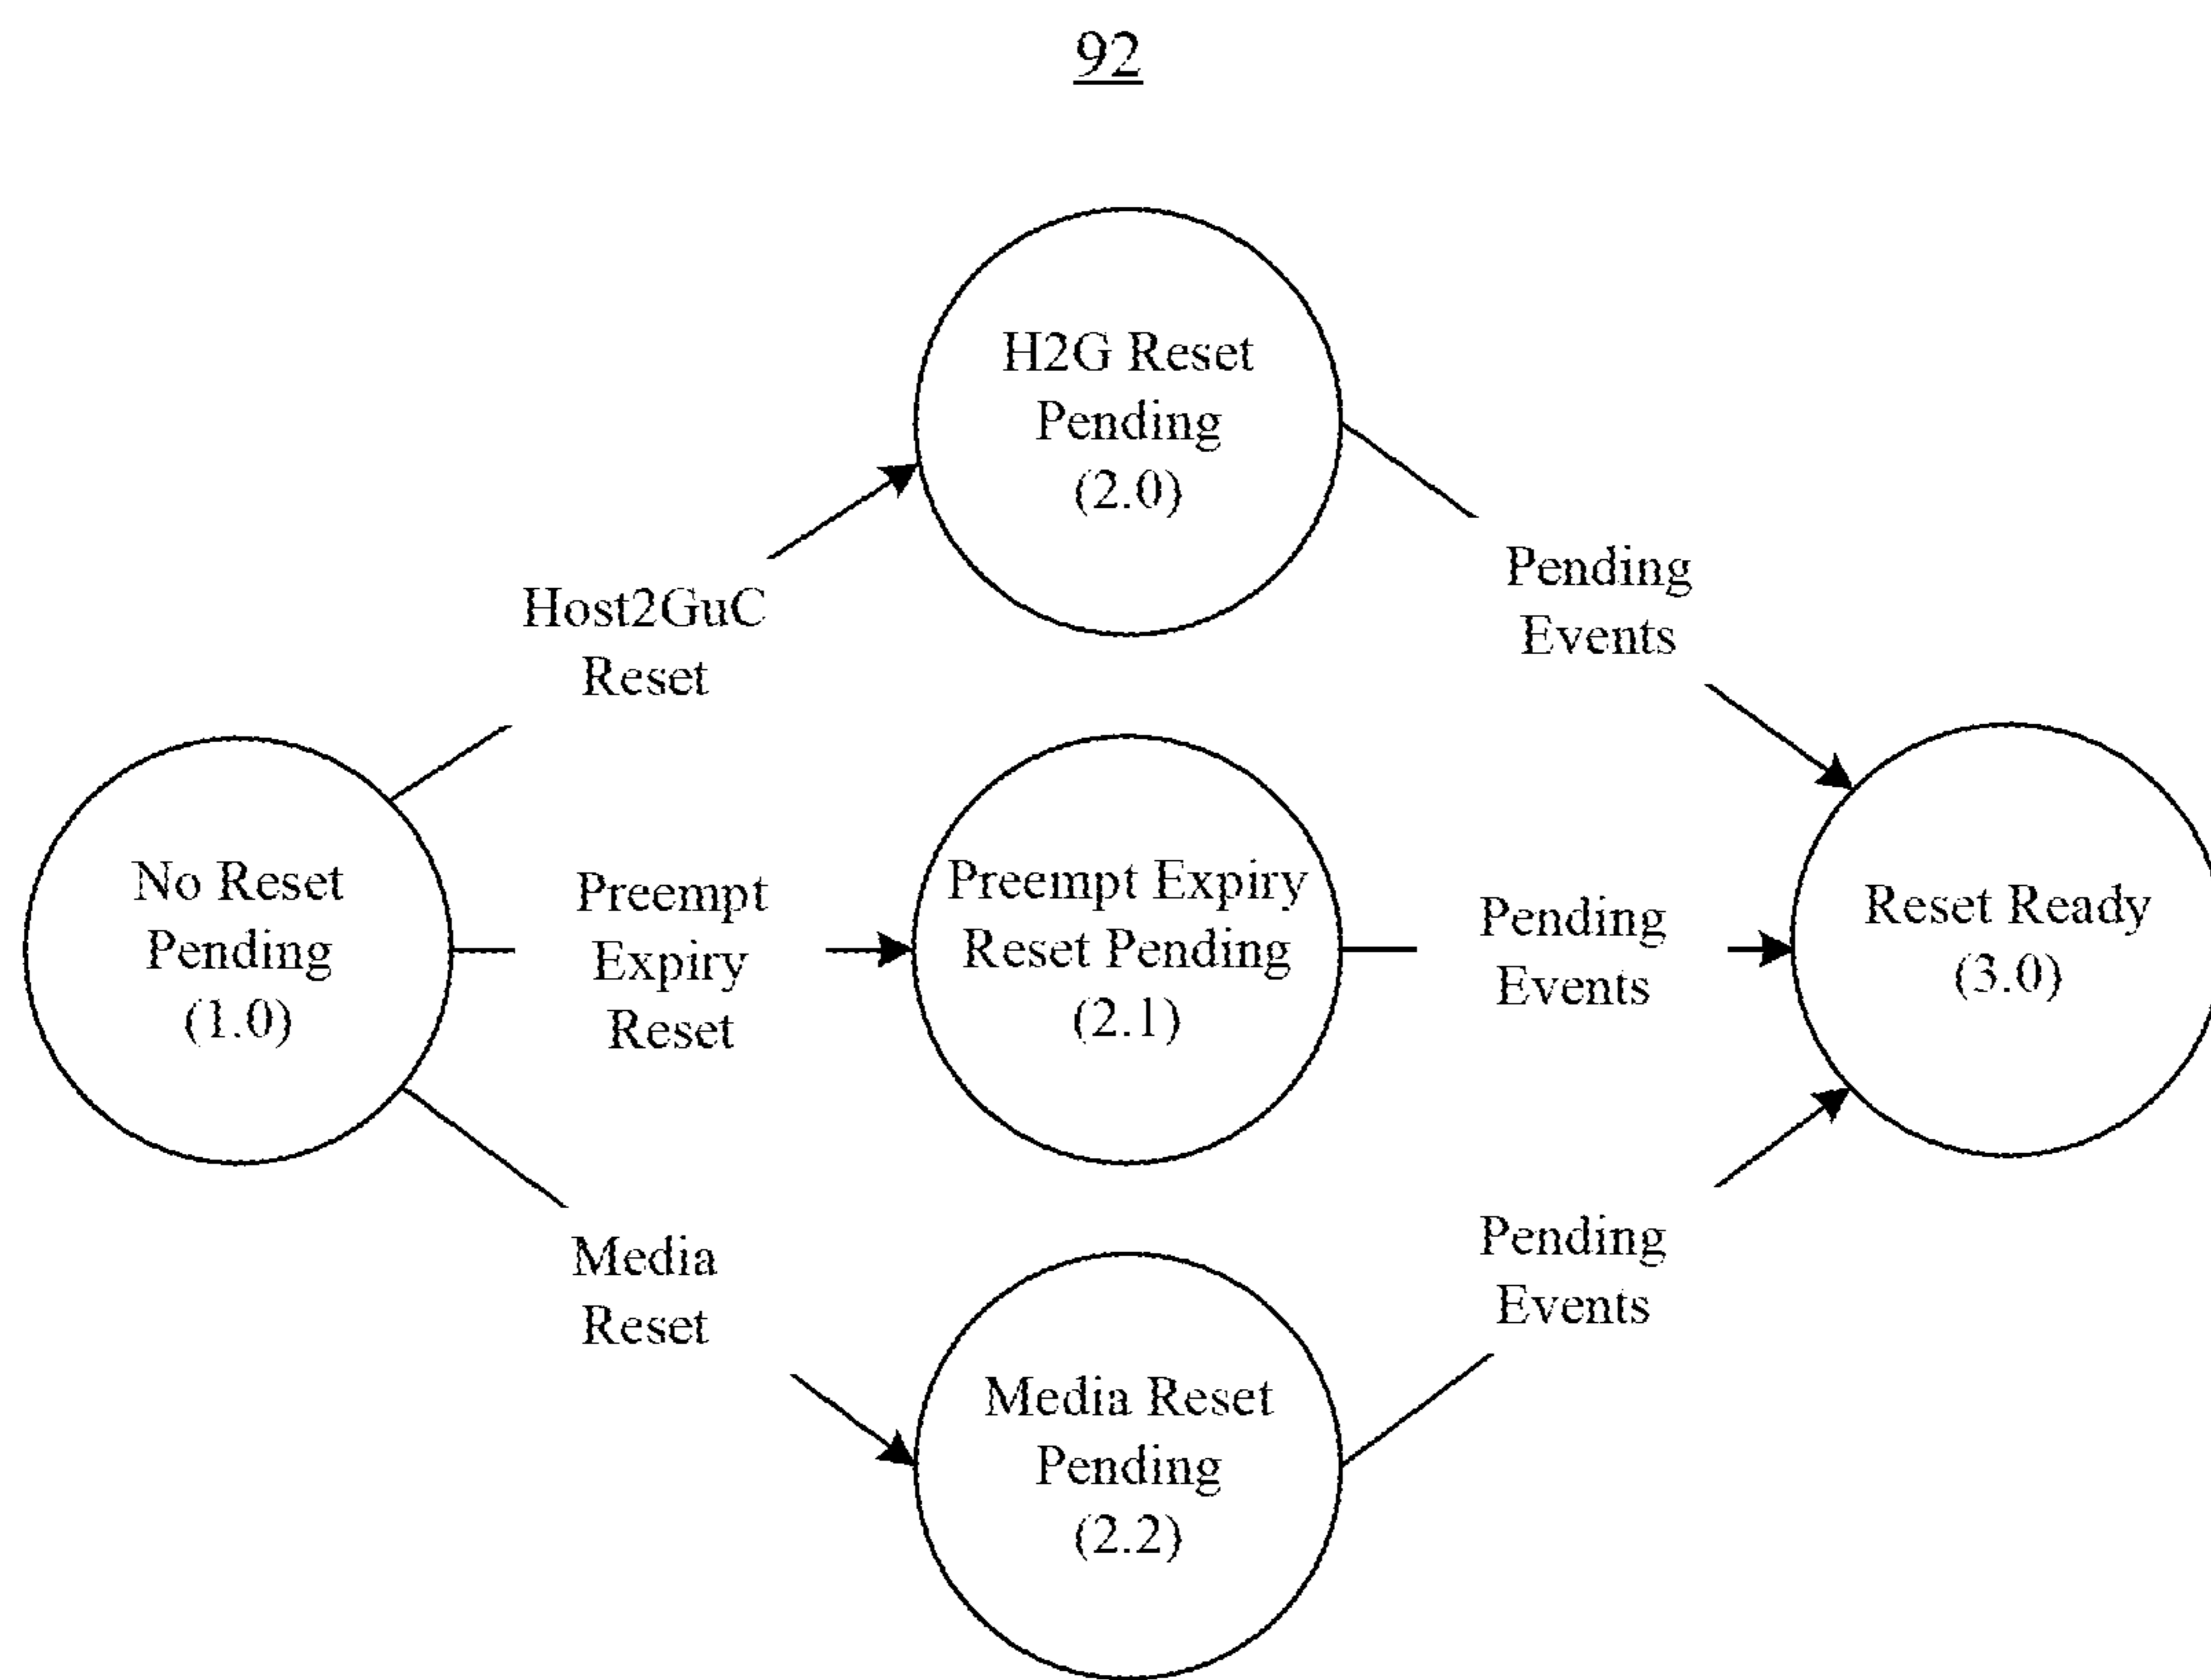 92
H2G Reset
Pending
(2.0)
Host2GuC
Reset
Pending
Events
No Reset
Pending
(1.0)
Preempt
Expiry
Reset
Preempt Expiry
Reset Pending
(2.1)
Pending
Events
Reset Ready
(3.0)
Media
Reset
Media Reset
Pending
(2.2)
Pending
Events